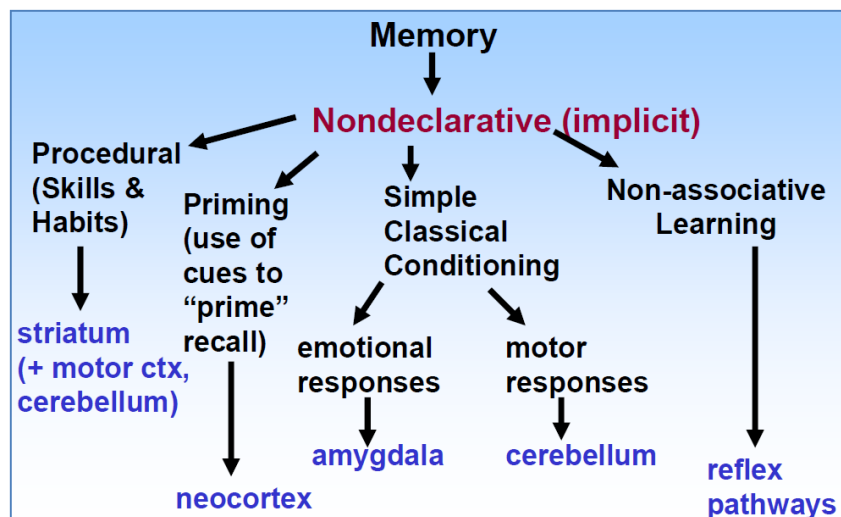 Memory
Nondeclarative (implicit)
Procedural
(Skills &
Habits)
striatum
(+ motor ctx,
cerebellum)
Priming
(use of
cues to
“prime”
recall)
neocortex
Simple
Classical
Conditioning
emotional
responses
amygdala
motor
responses
cerebellum
Non-associative
Learning
reflex
pathways